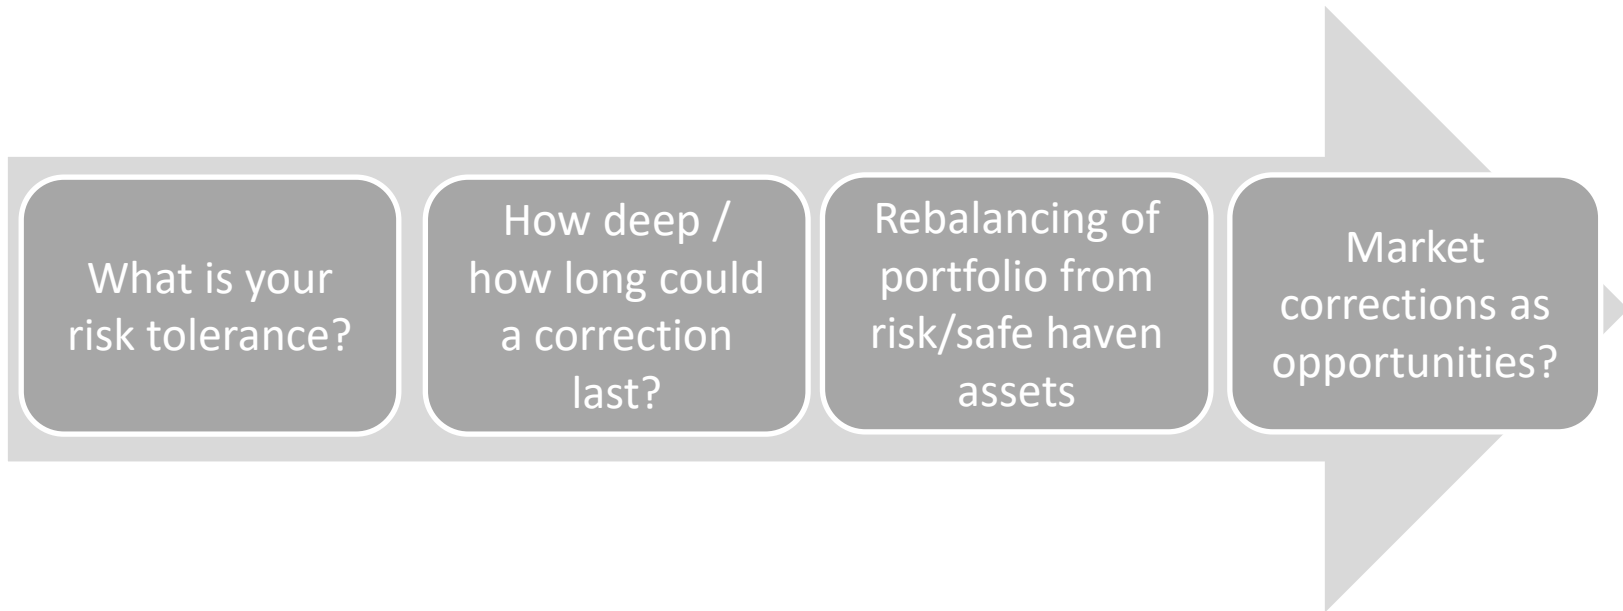 What is your
risk tolerance?
How deep /
how long could
a correction
last?
Rebalancing of
portfolio from
risk/safe haven
assets
Market
corrections as
opportunities?